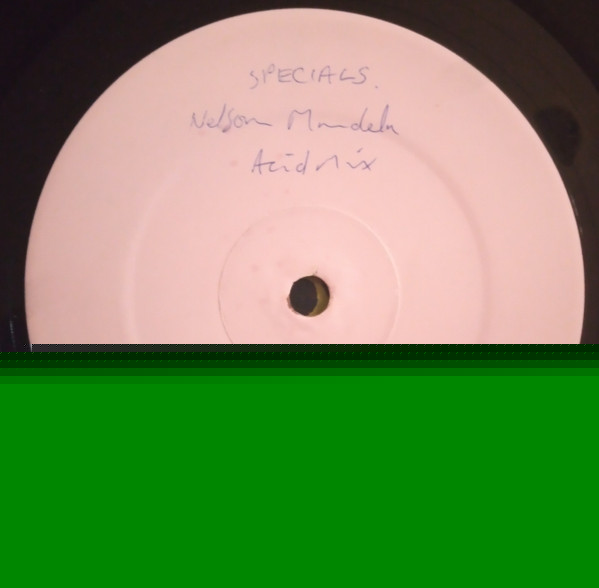 SPECIALS.
Nelson Mandela
Acid Mix